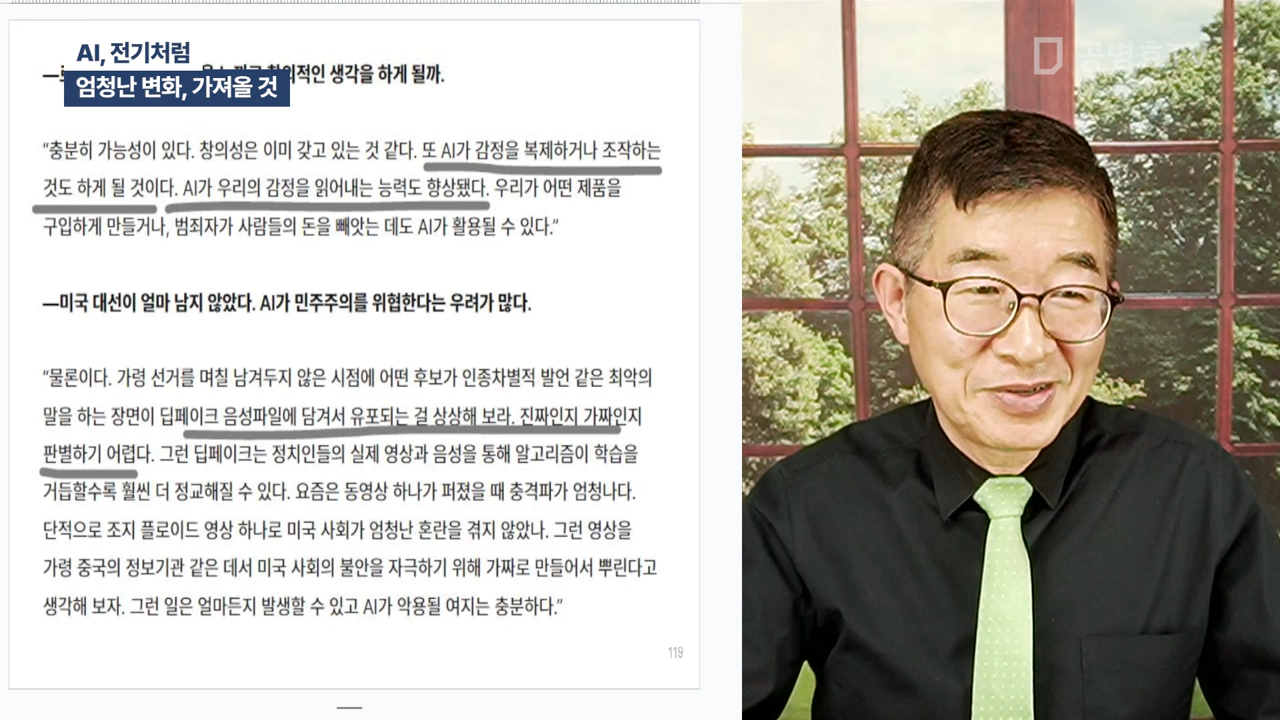 AI, 전기처럼
엄청난 변화, 가져올 것
생각을 하게 될까.
“충분히 가능성이 있다. 창의성은 이미 갖고 있는 것 같다. 또 AI가 감정을 복제하거나 조작하는
것도 하게 될 것이다. AI가 우리의 감정을 읽어내는 능력도 향상됐다. 우리가 어떤 제품을
구입하게 만들거나, 범죄자가 사람들의 돈을 빼앗는 데도 AI가 활용될 수 있다.”
—미국 대선이 얼마 남지 않았다. AI가 민주주의를 위협한다는 우려가 많다.
“물론이다. 가령 선거를 며칠 남겨두지 않은 시점에 어떤 후보가 인종차별적 발언 같은 최악의
말을 하는 장면이 딥페이크 음성파일에 담겨서 유포되는 걸 상상해 보라. 진짜인지 가짜인지
판별하기 어렵다. 그런 딥페이크는 정치인들의 실제 영상과 음성을 통해 알고리즘이 학습을
거듭할수록 훨씬 더 정교해질 수 있다. 요즘은 동영상 하나가 퍼졌을 때 충격파가 엄청나다.
단적으로 조지 플로이드 영상 하나로 미국 사회가 엄청난 혼란을 겪지 않았나. 그런 영상을
가령 중국의 정보기관 같은 데서 미국 사회의 불안을 자극하기 위해 가짜로 만들어서 뿌린다고
생각해 보자. 그런 일은 얼마든지 발생할 수 있고 AI가 악용될 여지는 충분하다.”
119
공병호TV